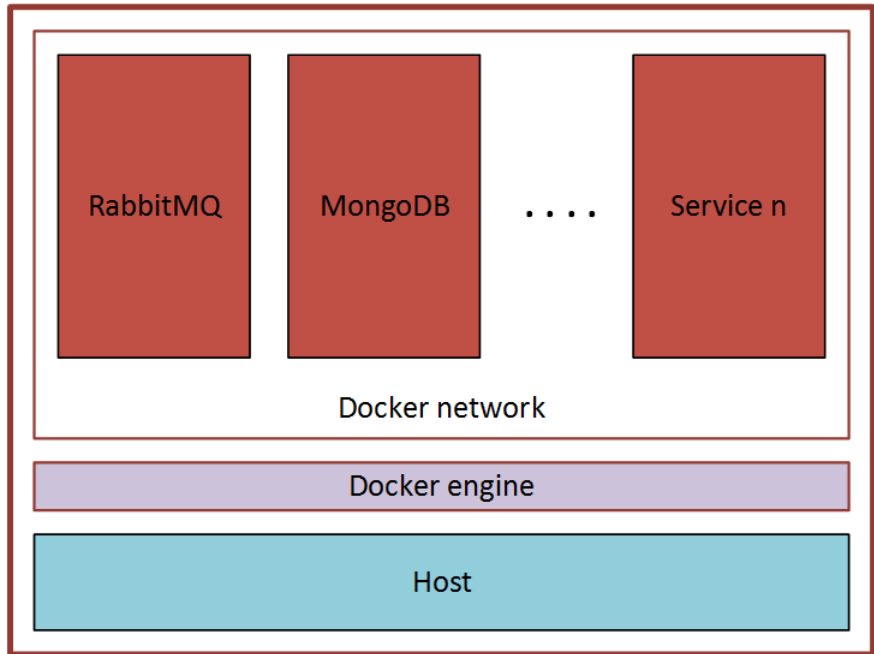 RabbitMQ
MongoDB
. . . .
Service n
Docker network
Docker engine
Host